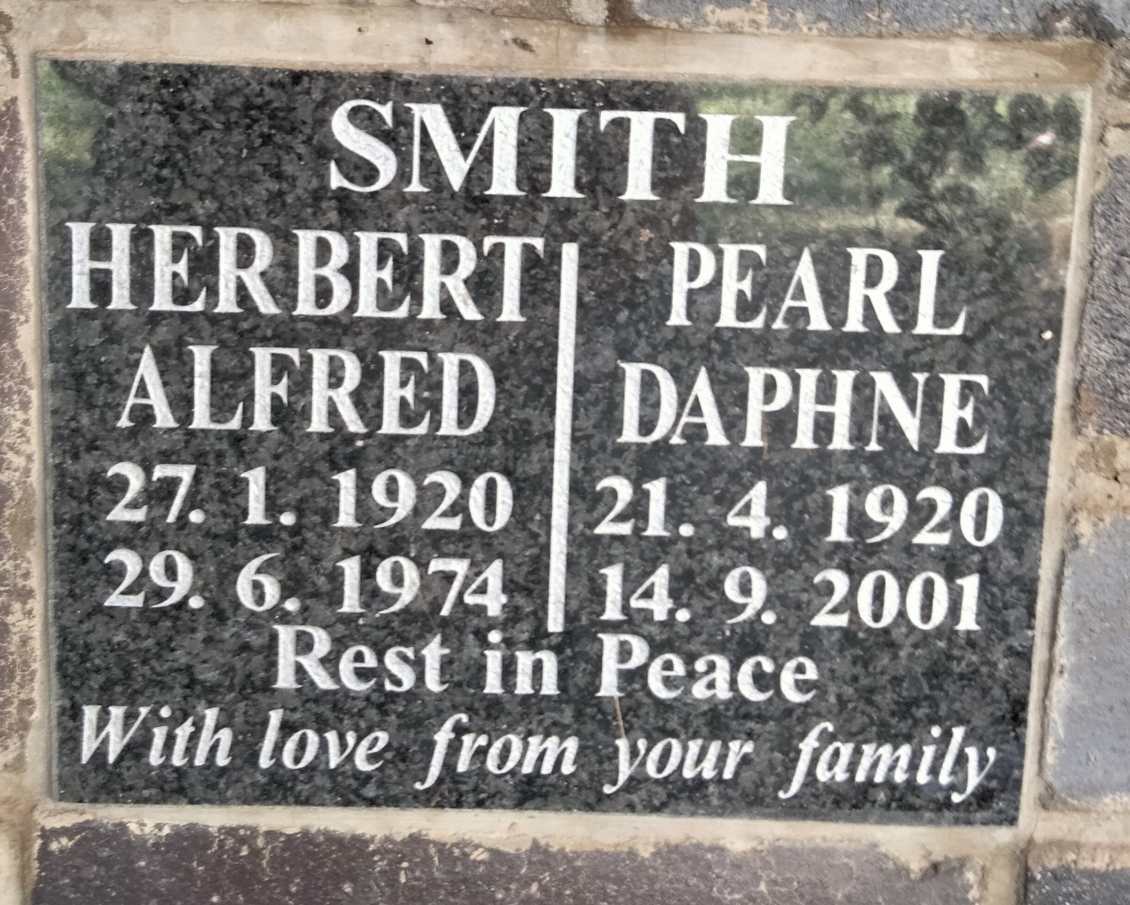 SMITH
HERBERT
ALFRED
27. 1. 1920
29. 6. 1974
PEARL
DAPHNE
21. 4. 1920
14. 9. 2001
Rest in Peace
With love from your family